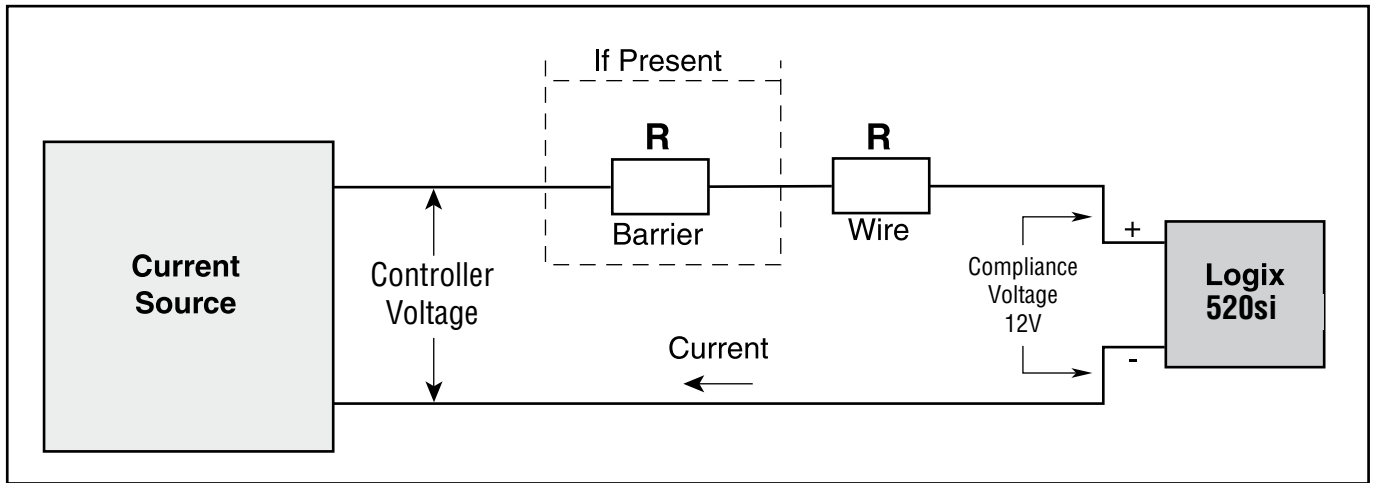 If Present
R
R
Barrier
Wire
Current
Source
Controller
Voltage
Compliance
Voltage
12V
+
-
Logix
520si
Current